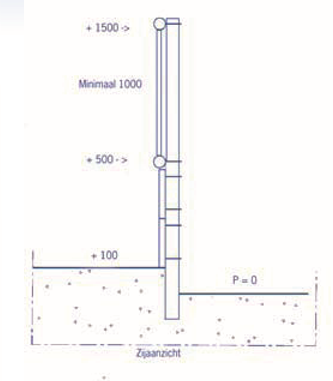 + 1500 ->
Minimaal 1000
+ 500 - >
+ 100
P = 0
Zijaanzicht